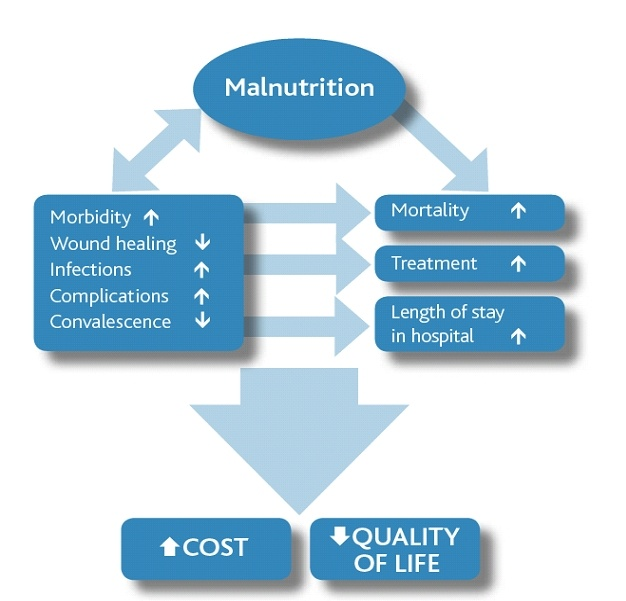 Malnutrition
Morbidity ↑
Wound healing ↓
Infections ↑
Complications ↑
Convalescence ↓
Mortality ↑
Treatment ↑
Length of stay
in hospital ↑
↑COST
↓QUALITY
OF LIFE